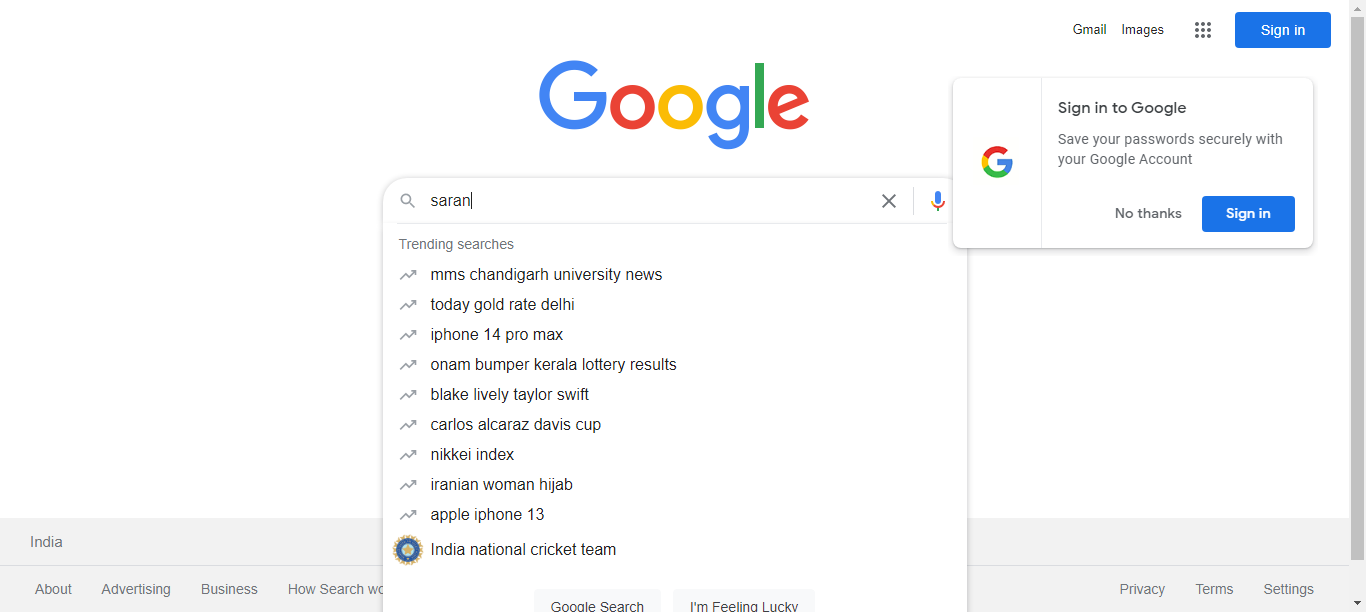 Gmail Images Sign in
Google
Sign in to Google
Save your passwords securely with
your Google Account
No thanks Sign in
saran
Trending searches
mms chandigarh university news
today gold rate delhi
iphone 14 pro max
onam bumper kerala lottery results
blake lively taylor swift
carlos alcaraz davis cup
nikkei index
iranian woman hijab
apple iphone 13
India national cricket team
Google Search I'm Feeling Lucky
India
About Advertising Business How Search
Privacy Terms Settings